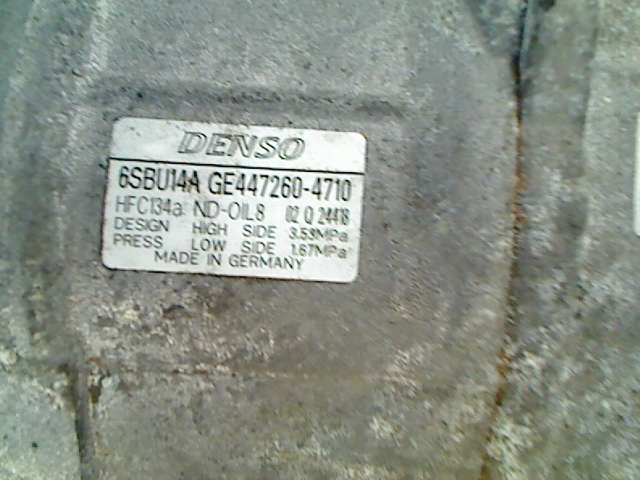 DENSO
6SBU14A GE447260-4710
HFC134a ND-OIL8 02 Q 24418
DESIGN HIGH SIDE 3.53MPa
PRESS LOW SIDE 1.67MPa
MADE IN GERMANY